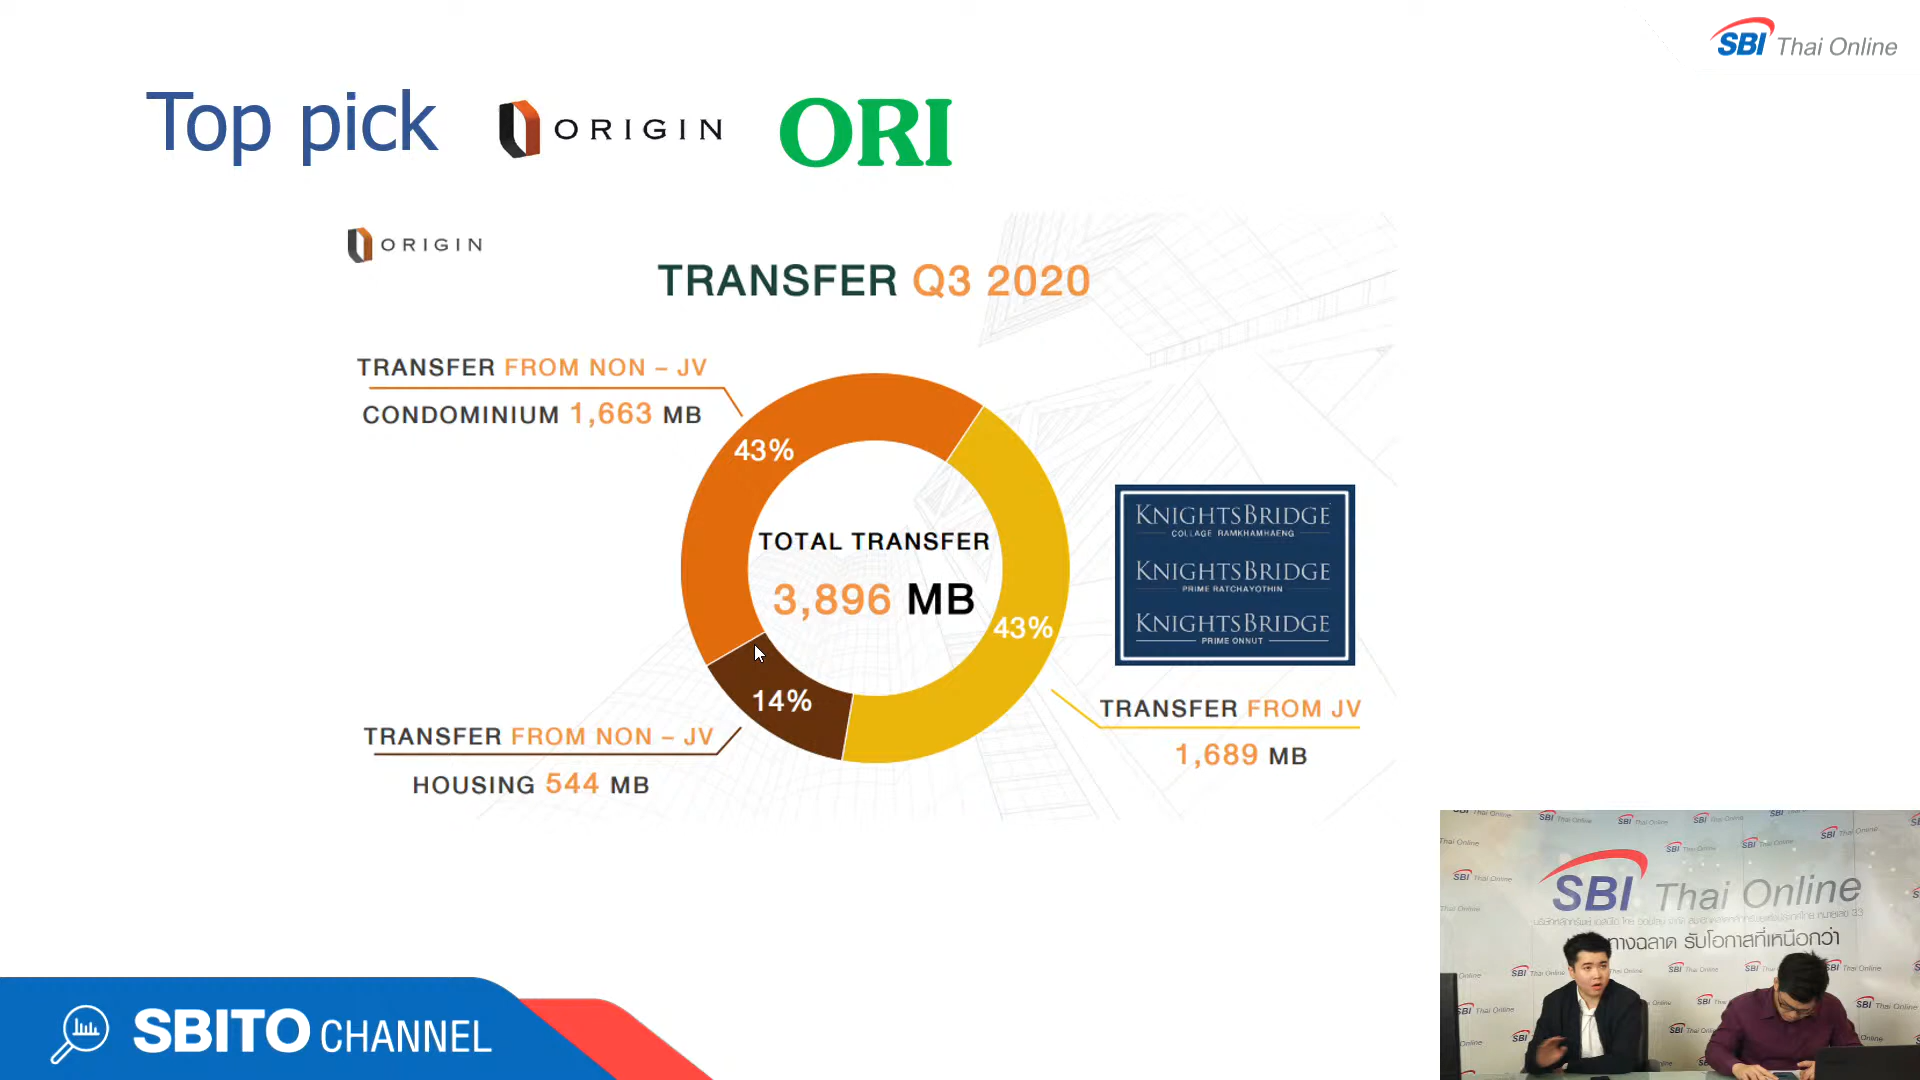 SBI Thai Online
Top pick ORIGIN ORI
ORIGIN
TRANSFER Q3 2020
TRANSFER FROM NON – JV
CONDOMINIUM 1,663 MB
43%
TOTAL TRANSFER
3,896 MB
43%
14%
KNIGHTSBRIDGE
COLLAGE RAMKHAMHAENG
KNIGHTSBRIDGE
PRIME RATCHAYOTHIN
KNIGHTSBRIDGE
PRIME ONNUT
TRANSFER FROM JV
1,689 MB
TRANSFER FROM NON – JV
HOUSING 544 MB
SBITO CHANNEL
SBI Thai Online
ทางฉลาด รับโอกาสที่เหนือกว่า